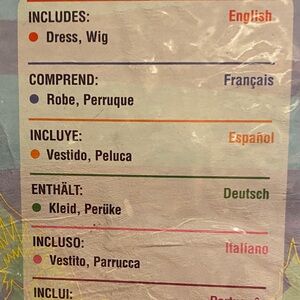 INCLUDES: English
Dress, Wig
COMPREND: Français
Robe, Perruque
INCLUYE: Español
Vestido, Peluca
ENTHÄLT: Deutsch
Kleid, Perüke
INCLUSO: Italiano
Vestito, Parrucca
INCLUI: